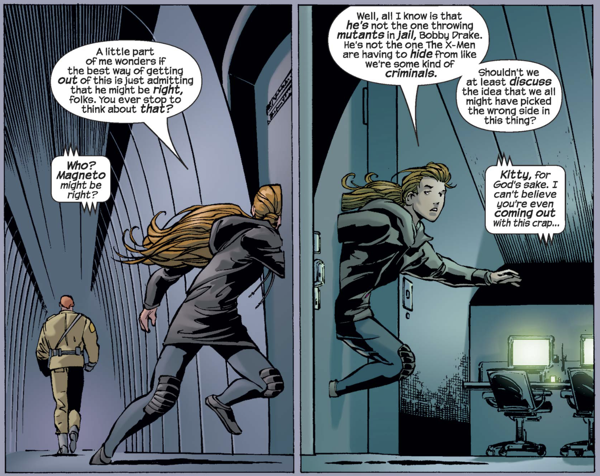 A little part
of me wonders if
the best way of getting
out of this is just admitting
that he might be right,
folks. You ever stop to
think about that?
Who?
Magneto
might be
right?
Well, all I know is that
he's not the one throwing
mutants in jail, Bobby Drake.
He's not the one The X-Men
are having to hide from like
we're some kind of
criminals.
Shouldn't we
at least discuss
the idea that we all
might have picked
the wrong side in
this thing?
Kitty, for
God's sake. I
can't believe
you're even
coming out
with this crap...